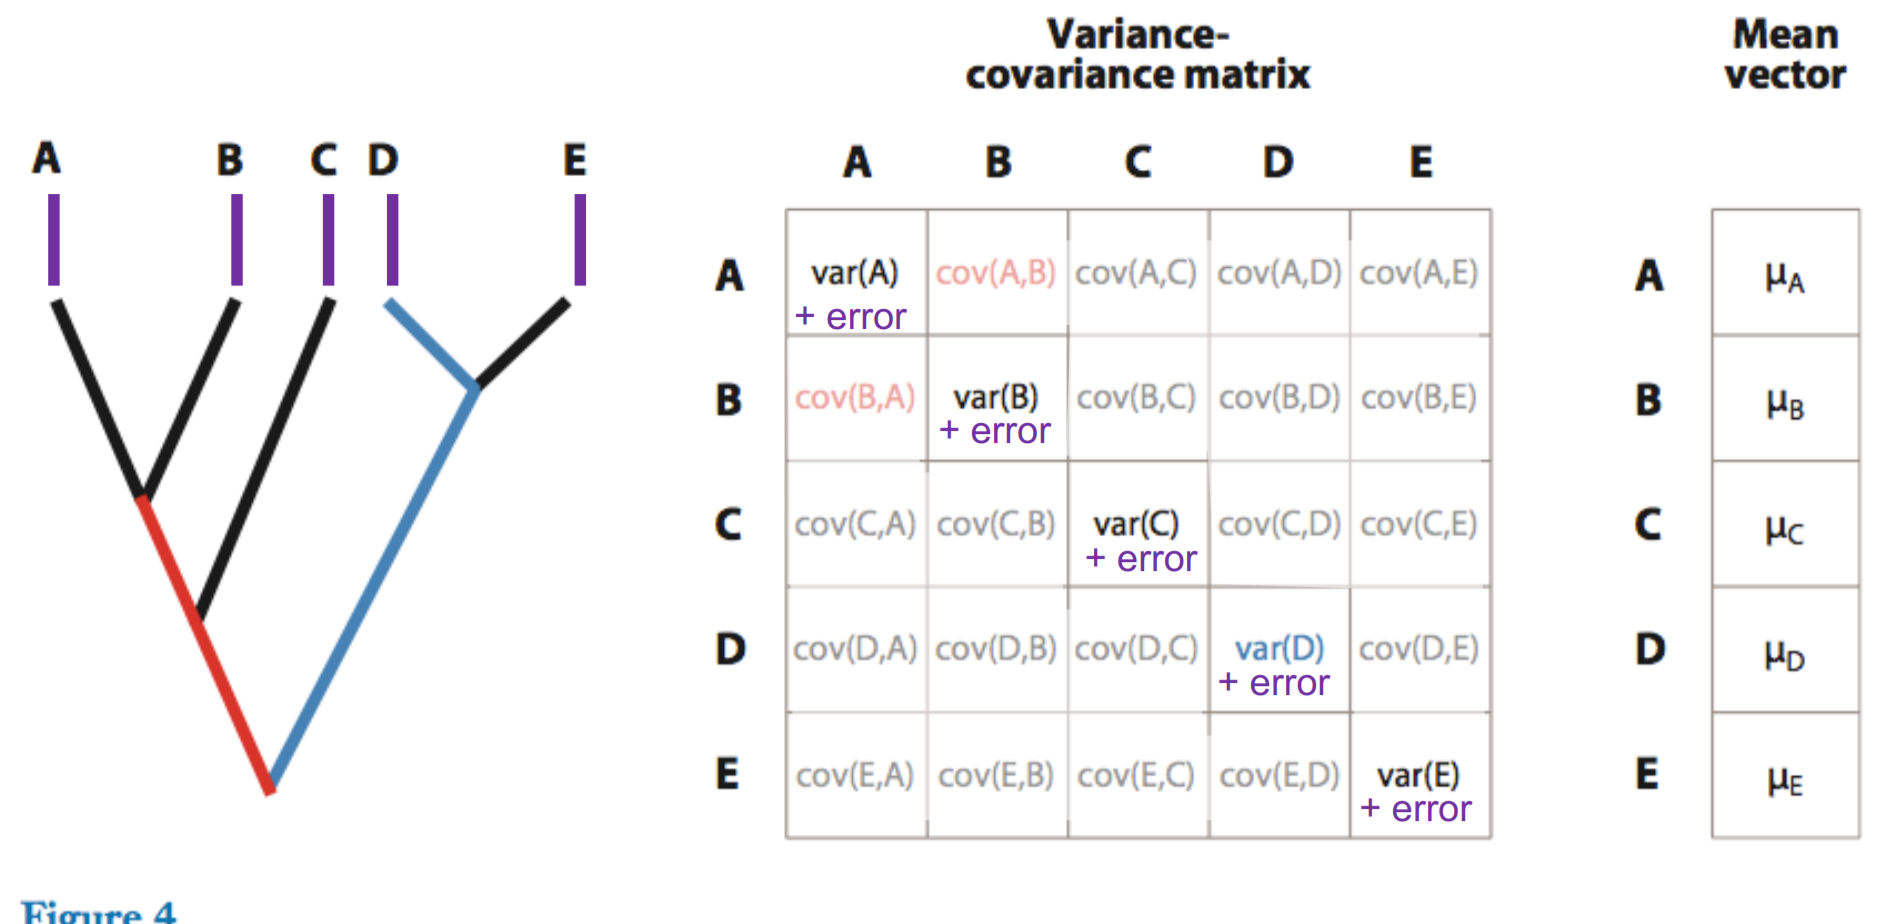 Variance-
covariance matrix
Mean
vector
A B C D E
A B C D E
A var(A) cov(A,B) cov(A,C) cov(A,D) cov(A,E) A μA
+ error
B cov(B,A) var(B) cov(B,C) cov(B,D) cov(B,E) B μB
+ error
C cov(C,A) cov(C,B) var(C) cov(C,D) cov(C,E) C μC
+ error
D cov(D,A) cov(D,B) cov(D,C) var(D) cov(D,E) D μD
+ error
E cov(E,A) cov(E,B) cov(E,C) cov(E,D) var(E) E μE
+ error
Figure 4